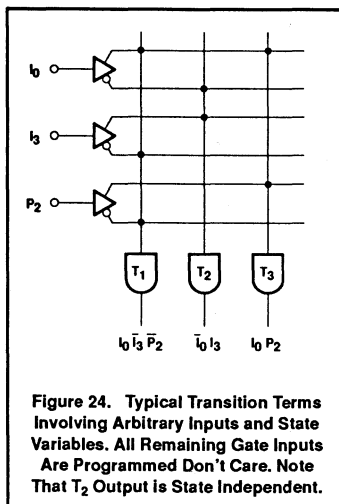 I0
I3
P2
T1 T2 T3
I0 Ī3 P̄2 Ī0 I3 I0 P2
Figure 24. Typical Transition Terms
Involving Arbitrary Inputs and State
Variables. All Remaining Gate Inputs
Are Programmed Don't Care. Note
That T2 Output is State Independent.